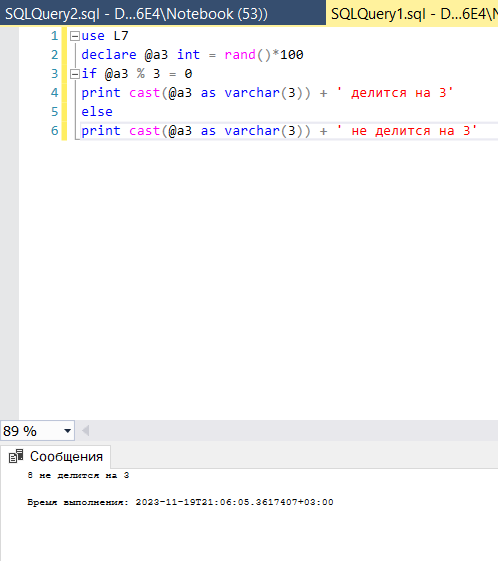 SQLQuery2.sql - D...6E4\Notebook (53))
SQLQuery1.sql - D...6E4\N
1 use L7
2 declare @a3 int = rand()*100
3 if @a3 % 3 = 0
4 print cast(@a3 as varchar(3)) + ' делится на 3'
5 else
6 print cast(@a3 as varchar(3)) + ' не делится на 3'
89 %
Сообщения
8 не делится на 3
Время выполнения: 2023-11-19T21:06:05.3617407+03:00